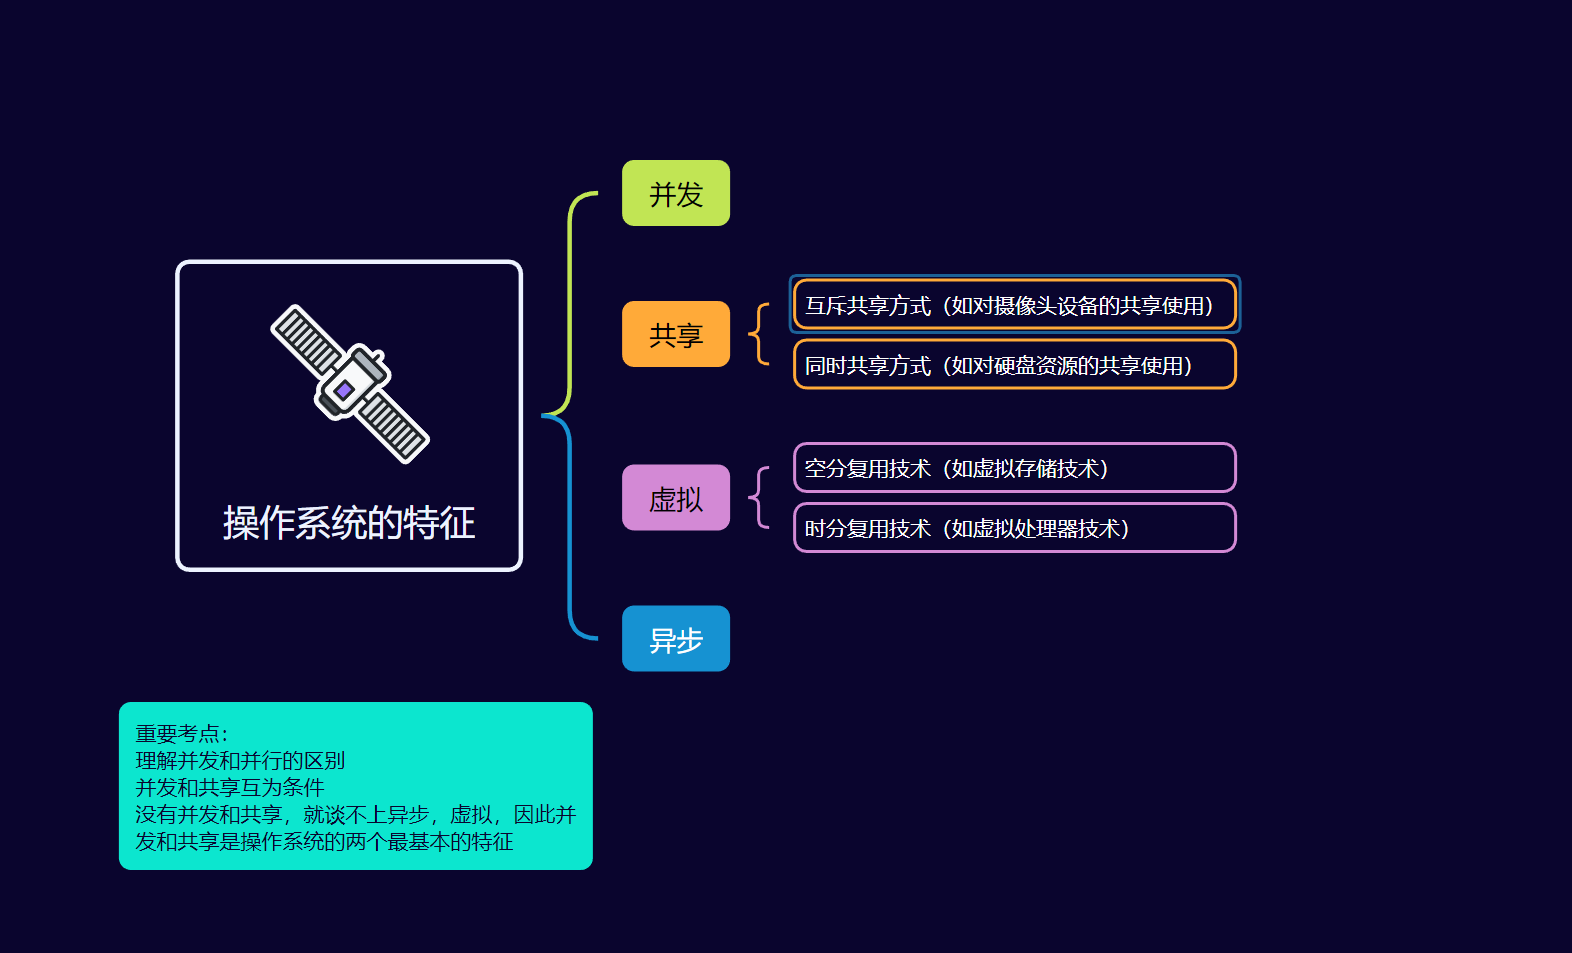 操作系统的特征
并发
共享
互斥共享方式（如对摄像头设备的共享使用）
同时共享方式（如对硬盘资源的共享使用）
虚拟
空分复用技术（如虚拟存储技术）
时分复用技术（如虚拟处理器技术）
异步
重要考点：
理解并发和并行的区别
并发和共享互为条件
没有并发和共享，就谈不上异步，虚拟，因此并
发和共享是操作系统的两个最基本的特征